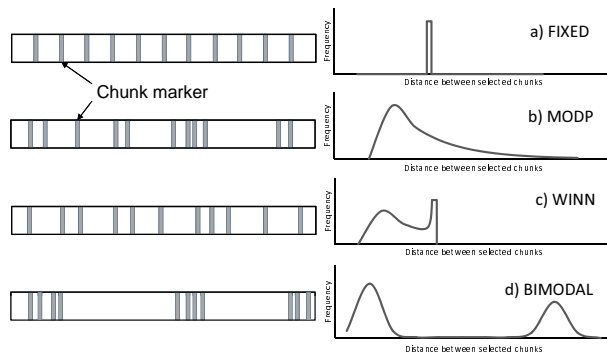 Frequency
a) FIXED
Distance between selected chunks
Chunk marker
Frequency
b) MODP
Distance between selected chunks
Frequency
c) WINN
Distance between selected chunks
Frequency
d) BIMODAL
Distance between selected chunks